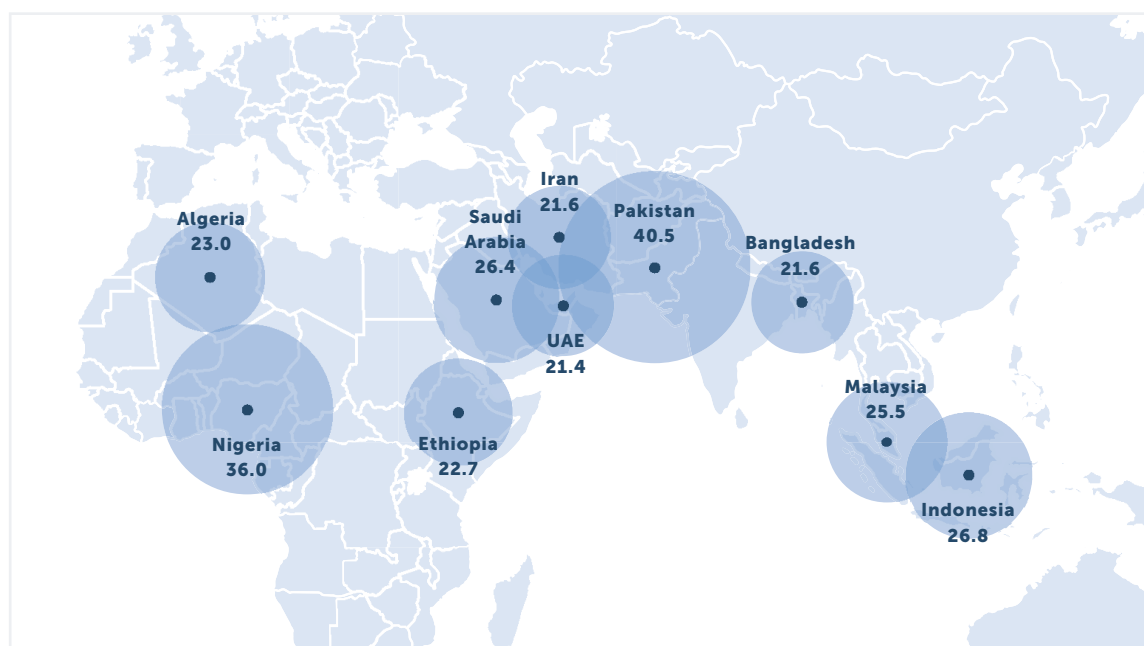 Iran
21.6
Pakistan
40.5
Algeria
23.0
Saudi
Arabia
26.4
Bangladesh
21.6
UAE
21.4
Malaysia
25.5
Nigeria
36.0
Ethiopia
22.7
Indonesia
26.8